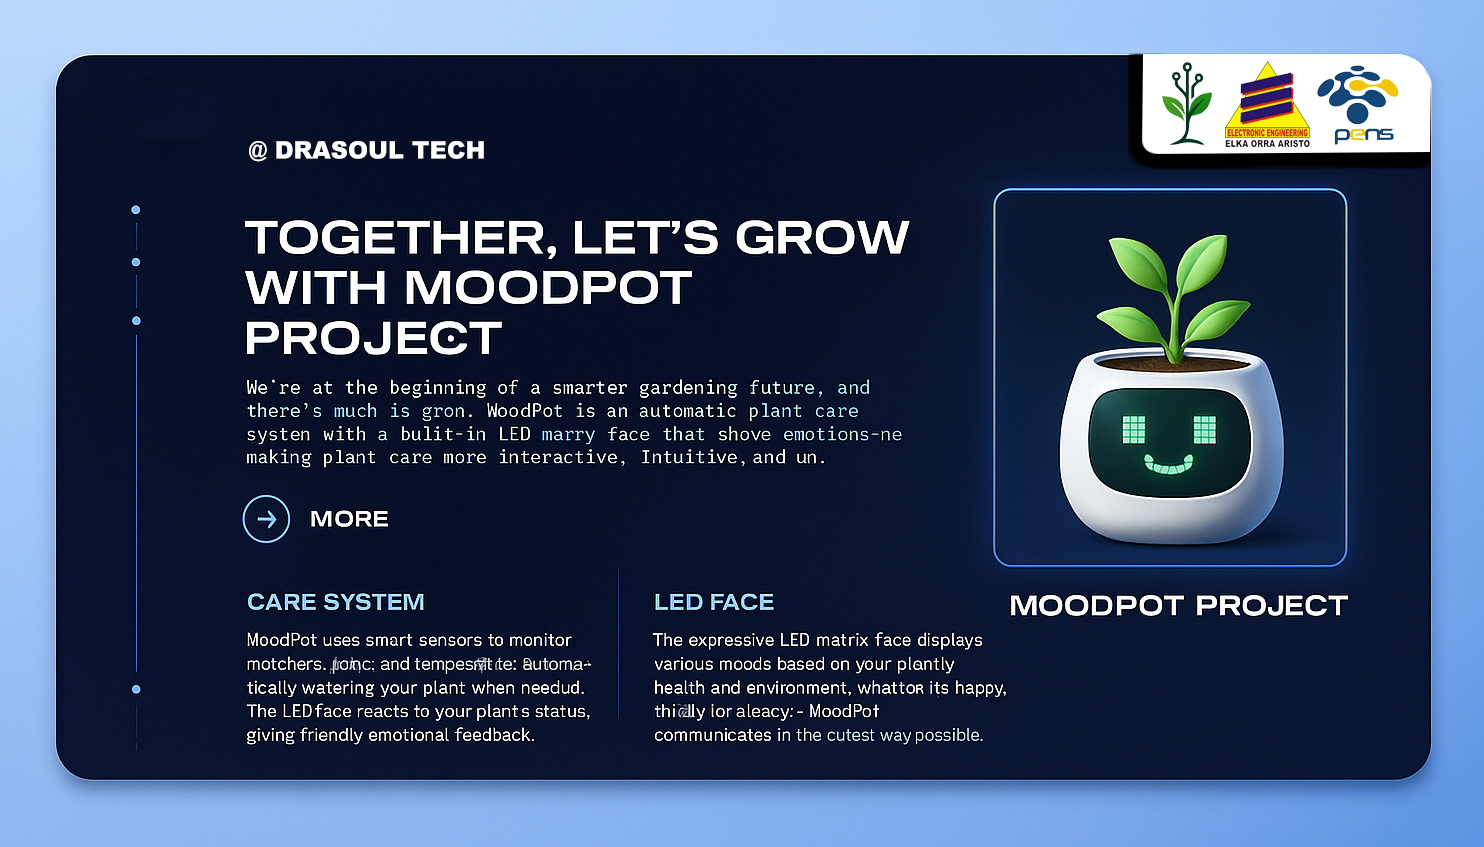 ELECTRONIC ENGINEERING
ELKA ORRA ARISTO
pens
@ DRASOUL TECH
TOGETHER, LET'S GROW
WITH MOODPOT
PROJECT
We're at the beginning of a smarter gardening future, and
there's much is gron. WoodPot is an automatic plant care
systen with a bulit-in LED marry face that shove emotions-ne
making plant care more interactive, Intuitive, and un.
MORE
CARE SYSTEM
MoodPot uses smart sensors to monitor
motchers. and automa-
tically watering your plant when needud.
The LED face reacts to your plants status,
giving friendly emotional feedback.
LED FACE
The expressive LED matrix face displays
various moods based on your plantly
health and environment, whattor its happy,
ior aleacy:- MoodPot
communicates in the cutest way possible.
MOODPOT PROJECT